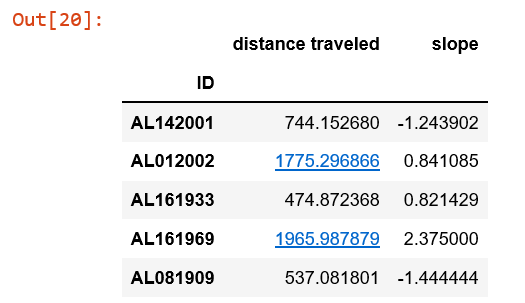 Out[20]:
distance traveled slope
ID
AL142001 744.152680 -1.243902
AL012002 1775.296866 0.841085
AL161933 474.872368 0.821429
AL161969 1965.987879 2.375000
AL081909 537.081801 -1.444444